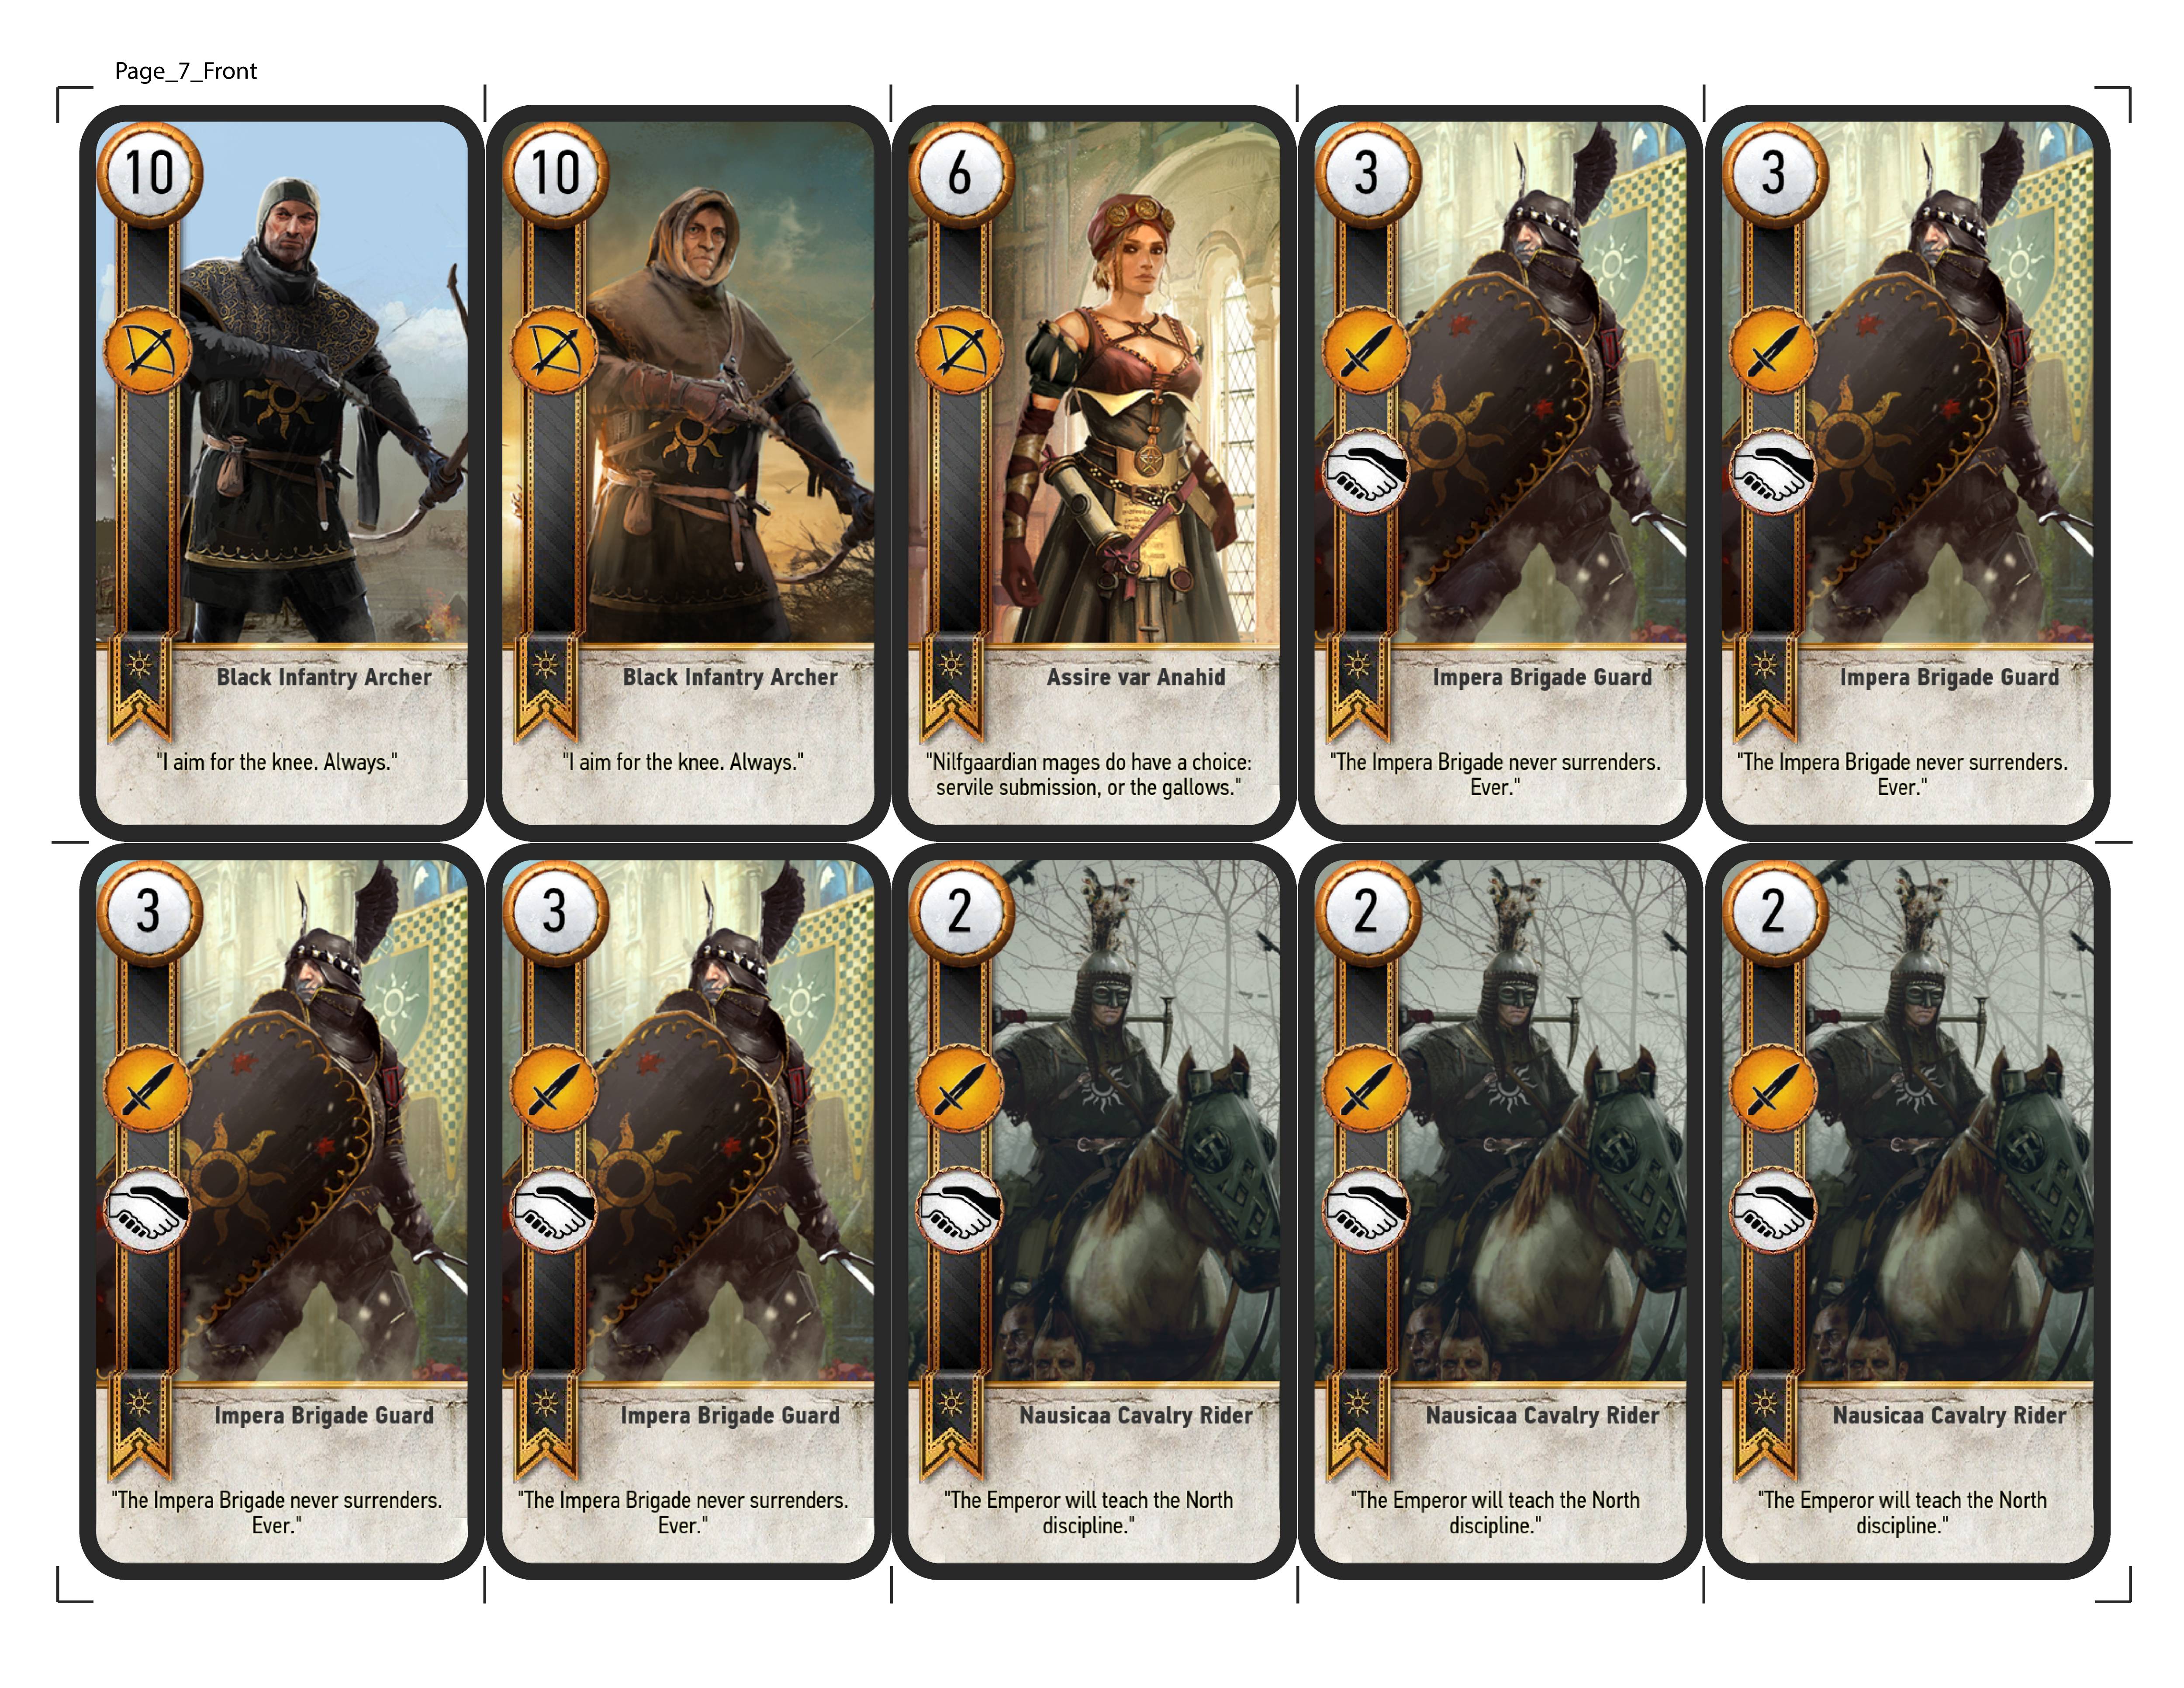 Page_7_Front
10
Black Infantry Archer
"I aim for the knee. Always."
10
Black Infantry Archer
"I aim for the knee. Always."
6
Assire var Anahid
"Nilfgaardian mages do have a choice:
servile submission, or the gallows."
3
Impera Brigade Guard
"The Impera Brigade never surrenders.
Ever."
3
Impera Brigade Guard
"The Impera Brigade never surrenders.
Ever."
3
Impera Brigade Guard
"The Impera Brigade never surrenders.
Ever."
3
Impera Brigade Guard
"The Impera Brigade never surrenders.
Ever."
2
Nausicaa Cavalry Rider
"The Emperor will teach the North
discipline."
2
Nausicaa Cavalry Rider
"The Emperor will teach the North
discipline."
2
Nausicaa Cavalry Rider
"The Emperor will teach the North
discipline."